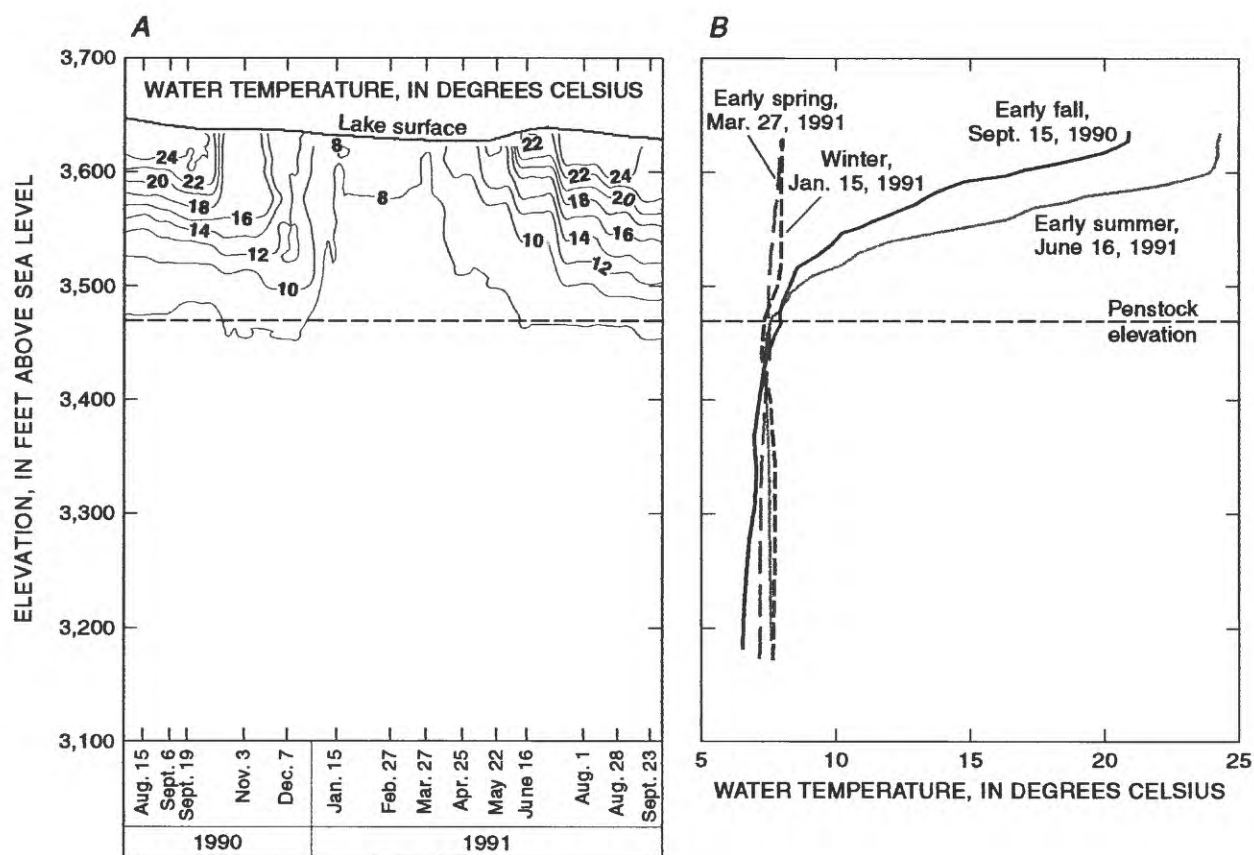 A
B
3,700
3,600
3,500
3,400
3,300
3,200
3,100
ELEVATION, IN FEET ABOVE SEA LEVEL
WATER TEMPERATURE, IN DEGREES CELSIUS
Lake surface
24
22
20
18
16
14
12
10
8
8
22
22
24
20
18
16
14
12
10
Aug. 15
Sept. 6
Sept. 19
Nov. 3
Dec. 7
Jan. 15
Feb. 27
Mar. 27
Apr. 25
May 22
June 16
Aug. 1
Aug. 28
Sept. 23
1990
1991
Early spring,
Mar. 27, 1991
Winter,
Jan. 15, 1991
Early fall,
Sept. 15, 1990
Early summer,
June 16, 1991
Penstock
elevation
5
10
15
20
25
WATER TEMPERATURE, IN DEGREES CELSIUS